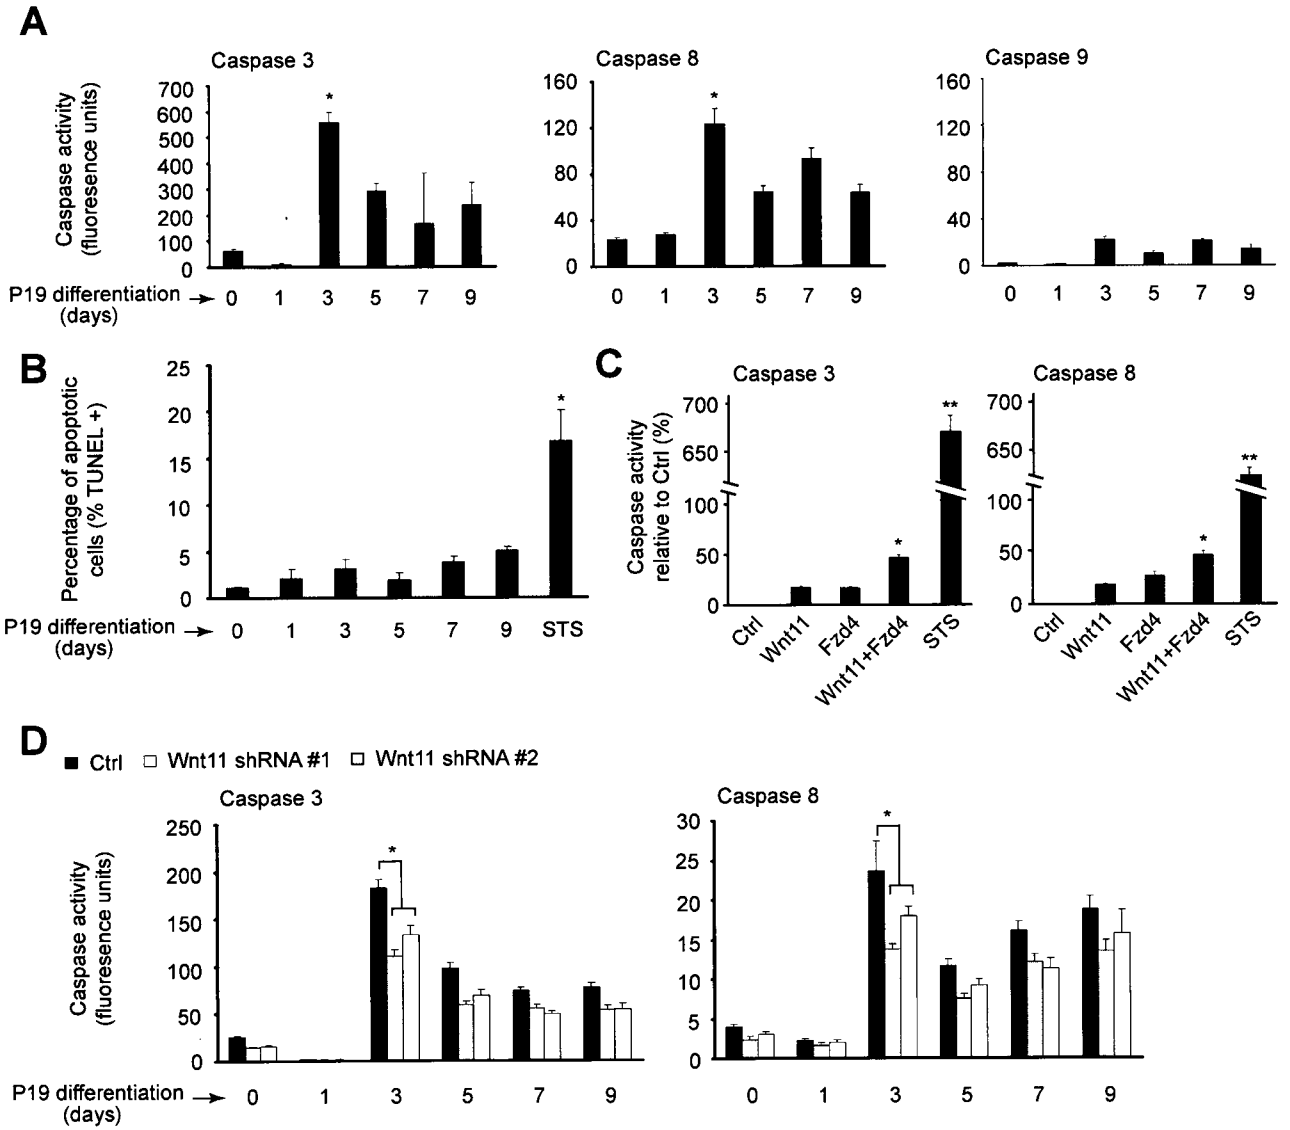 A
Caspase 3
Caspase 8
Caspase 9
Caspase activity
(fluoresence units)
700
600
500
400
300
200
100
0
*
160
120
80
40
0
*
160
120
80
40
0
P19 differentiation →
(days)
0 1 3 5 7 9
0 1 3 5 7 9
0 1 3 5 7 9
B
Percentage of apoptotic
cells (% TUNEL +)
25
20
15
10
5
0
*
P19 differentiation →
(days)
0 1 3 5 7 9 STS
C
Caspase 3
Caspase 8
Caspase activity
relative to Ctrl (%)
700
650
100
50
0
*
**
Ctrl
Wnt11
Fzd4
Wnt11+Fzd4
STS
700
650
100
50
0
*
**
Ctrl
Wnt11
Fzd4
Wnt11+Fzd4
STS
D
Ctrl Wnt11 shRNA #1 Wnt11 shRNA #2
Caspase 3
Caspase 8
Caspase activity
(fluoresence units)
250
200
150
100
50
0
*
30
25
20
15
10
5
0
*
P19 differentiation →
(days)
0 1 3 5 7 9
0 1 3 5 7 9